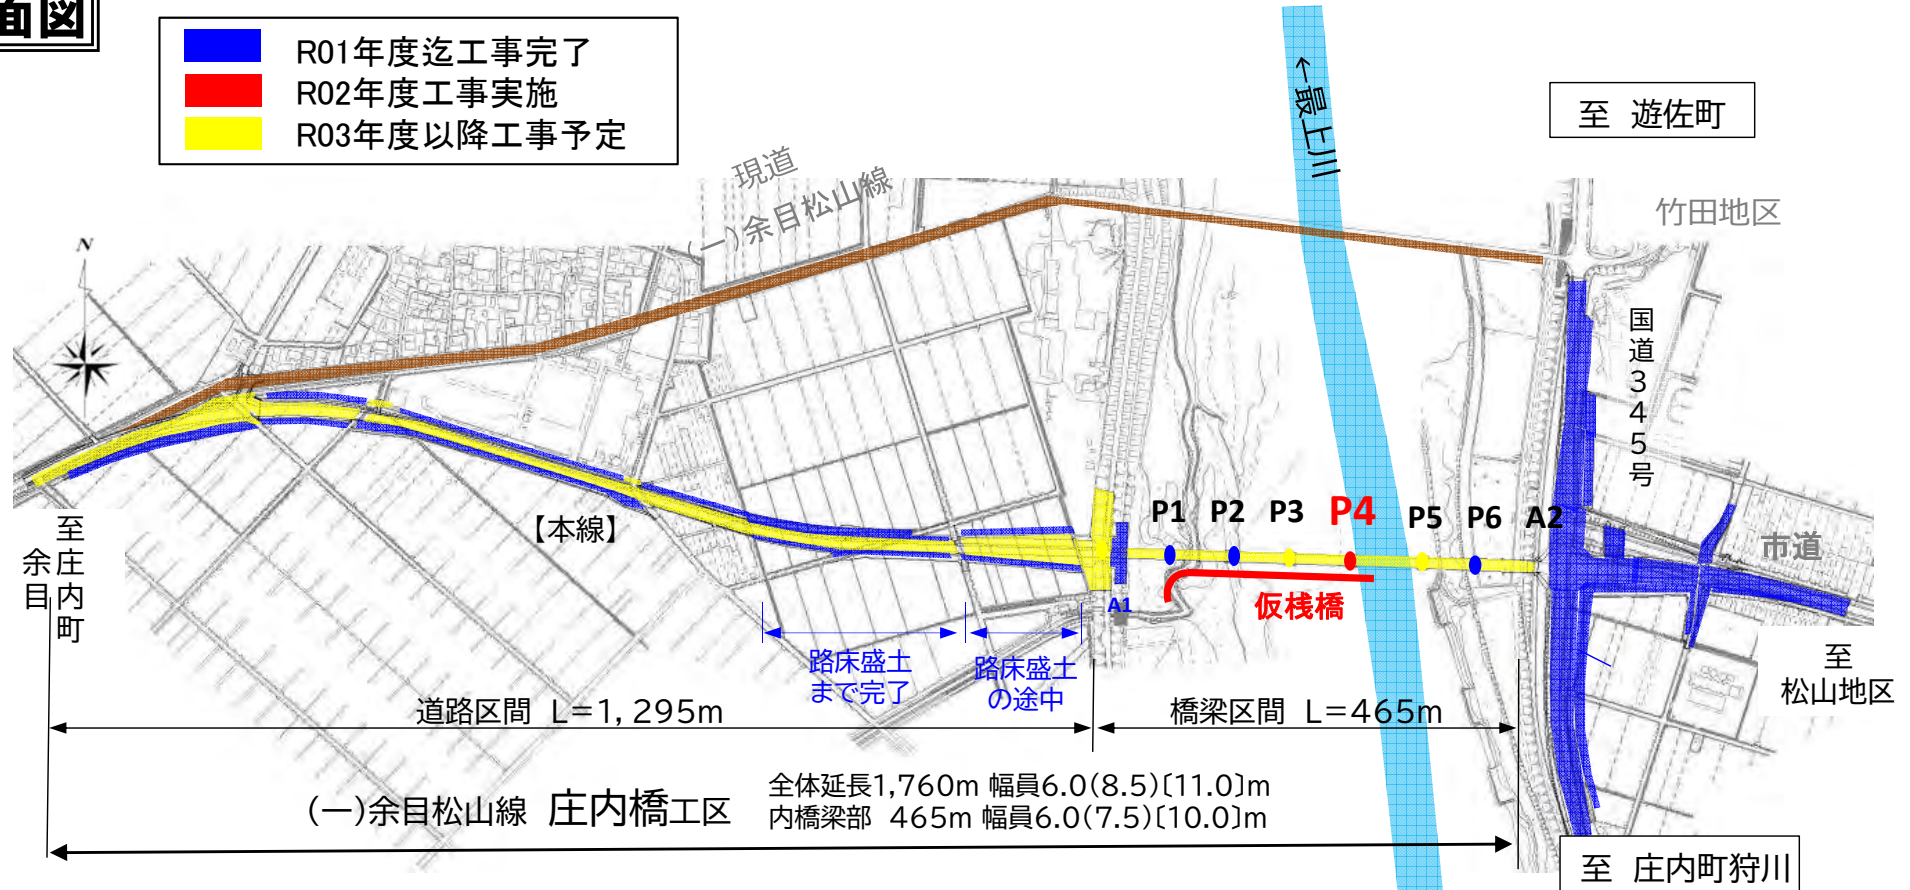 面図
R01年度迄工事完了
R02年度工事実施
R03年度以降工事予定
←最上川
至 遊佐町
現道
(一)余目松山線
竹田地区
N
国道345号
【本線】
P1 P2 P3 P4 P5 P6 A2
市道
至庄内町
余目
A1
仮桟橋
路床盛土
まで完了
路床盛土
の途中
至
松山地区
道路区間 L=1,295m
橋梁区間 L=465m
(一)余目松山線 庄内橋工区
全体延長1,760m 幅員6.0(8.5)〔11.0〕m
内橋梁部 465m 幅員6.0(7.5)〔10.0〕m
至 庄内町狩川